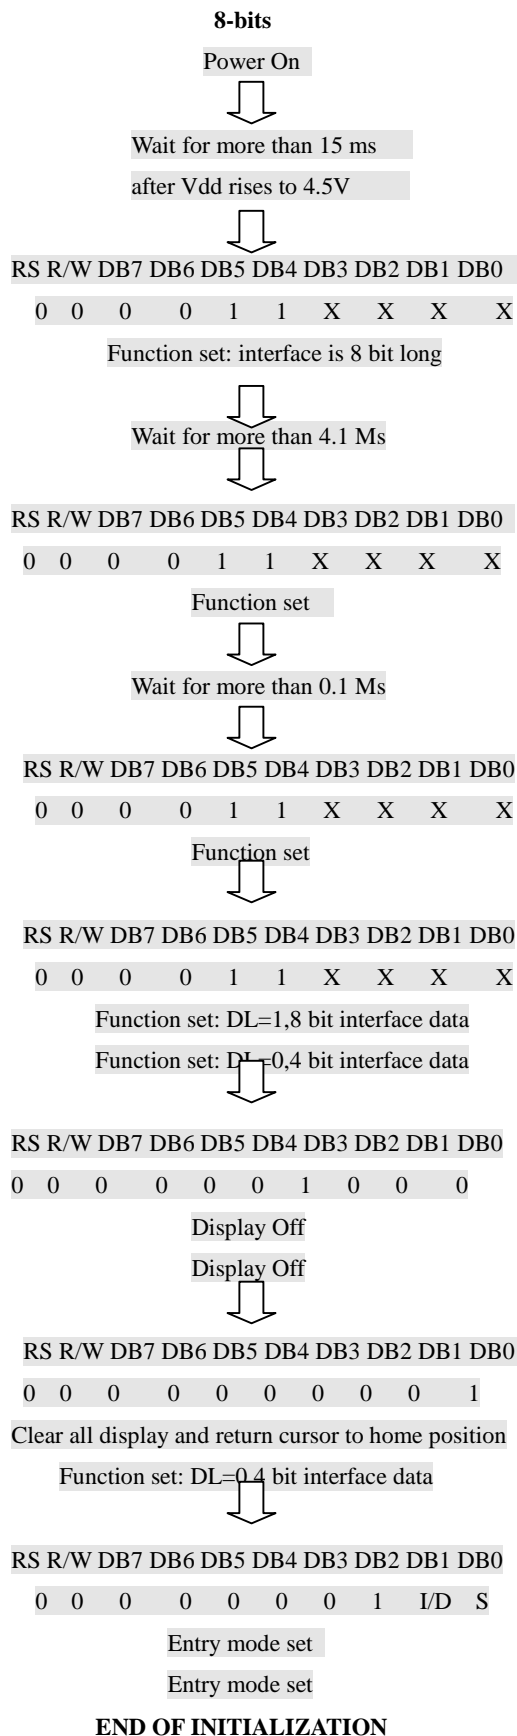 8-bits
Power On
Wait for more than 15 ms
after Vdd rises to 4.5V
RS R/W DB7 DB6 DB5 DB4 DB3 DB2 DB1 DB0
0 0 0 0 1 1 X X X X
Function set: interface is 8 bit long
Wait for more than 4.1 Ms
RS R/W DB7 DB6 DB5 DB4 DB3 DB2 DB1 DB0
0 0 0 0 1 1 X X X X
Function set
Wait for more than 0.1 Ms
RS R/W DB7 DB6 DB5 DB4 DB3 DB2 DB1 DB0
0 0 0 0 1 1 X X X X
Function set
RS R/W DB7 DB6 DB5 DB4 DB3 DB2 DB1 DB0
0 0 0 0 1 1 X X X X
Function set: DL=1,8 bit interface data
Function set: DL=0,4 bit interface data
RS R/W DB7 DB6 DB5 DB4 DB3 DB2 DB1 DB0
0 0 0 0 0 0 1 0 0 0
Display Off
Display Off
RS R/W DB7 DB6 DB5 DB4 DB3 DB2 DB1 DB0
0 0 0 0 0 0 0 0 0 1
Clear all display and return cursor to home position
Function set: DL=0,4 bit interface data
RS R/W DB7 DB6 DB5 DB4 DB3 DB2 DB1 DB0
0 0 0 0 0 0 0 1 I/D S
Entry mode set
Entry mode set
END OF INITIALIZATION